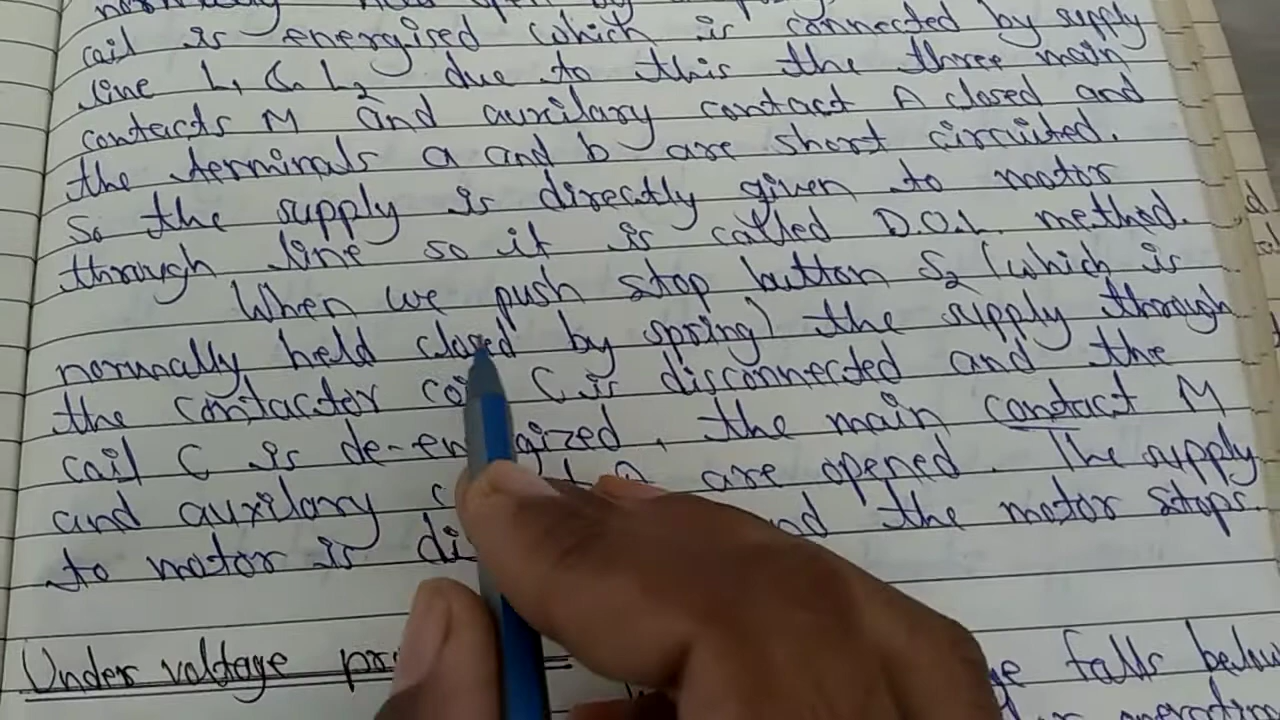 cail is energised (which is connected by supply
line L1 & L2 due to this the three main
contacts M and auxilary contact A closed and
the terminals a and b are short circuited.
So the supply is directly given to motor
through line so it is called D.O.L. method.
When we push stop button S2 (which is
normally held closed by spring) the supply through
the contactor C is disconnected and the
cail C is de-energized, the main contact M
and auxilary A are opened. The supply
to motor is the motor stops.
Under voltage falls below